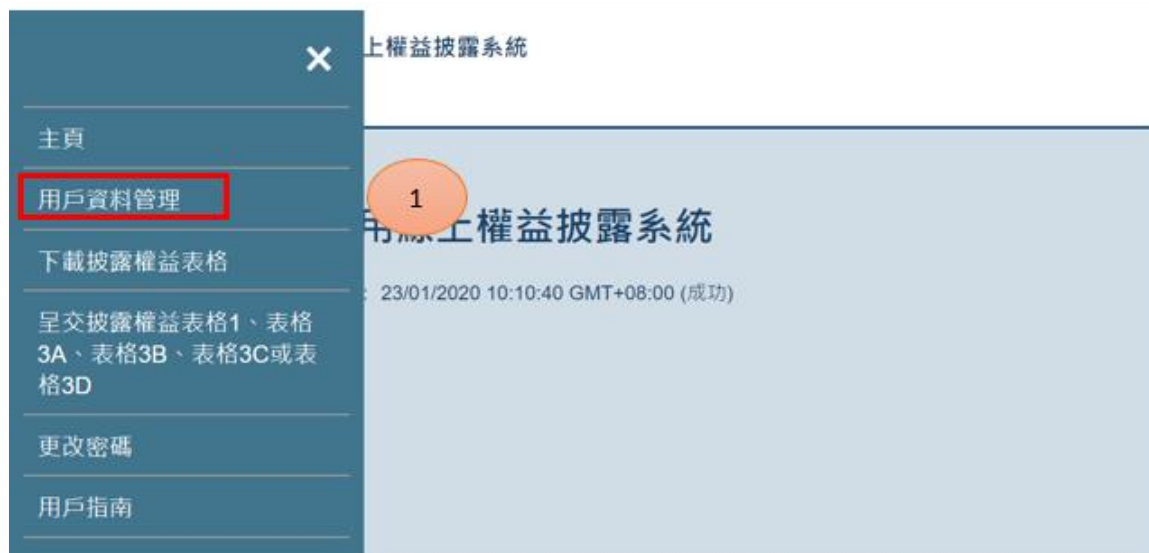 上權益披露系統
主頁
用戶資料管理
1
用線上權益披露系統
下載披露權益表格
: 23/01/2020 10:10:40 GMT+08:00 (成功)
呈交披露權益表格1、表格
3A、表格3B、表格3C或表
格3D
更改密碼
用戶指南